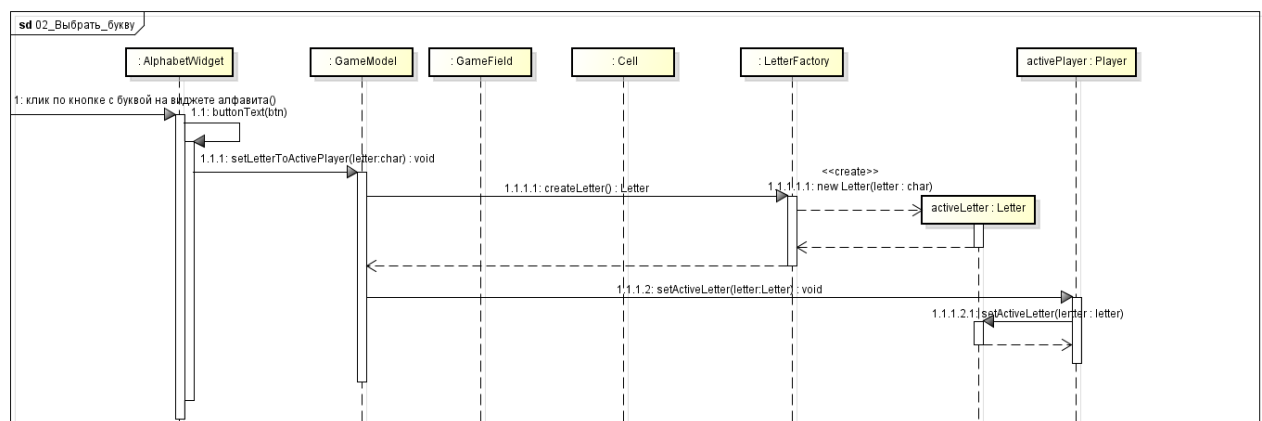 sd 02_Выбрать_букву
: AlphabetWidget
: GameModel
: GameField
: Cell
: LetterFactory
activePlayer : Player
1: клик по кнопке с буквой на виджете алфавита()
1.1: buttonText(btn)
1.1.1: setLetterToActivePlayer(letter:char) : void
<<create>>
1.1.1.1: createLetter() : Letter
1.1.1.1.1: new Letter(letter : char)
activeLetter : Letter
1.1.1.2: setActiveLetter(letter:Letter) : void
1.1.1.2.1: setActiveLetter(lenter : letter)